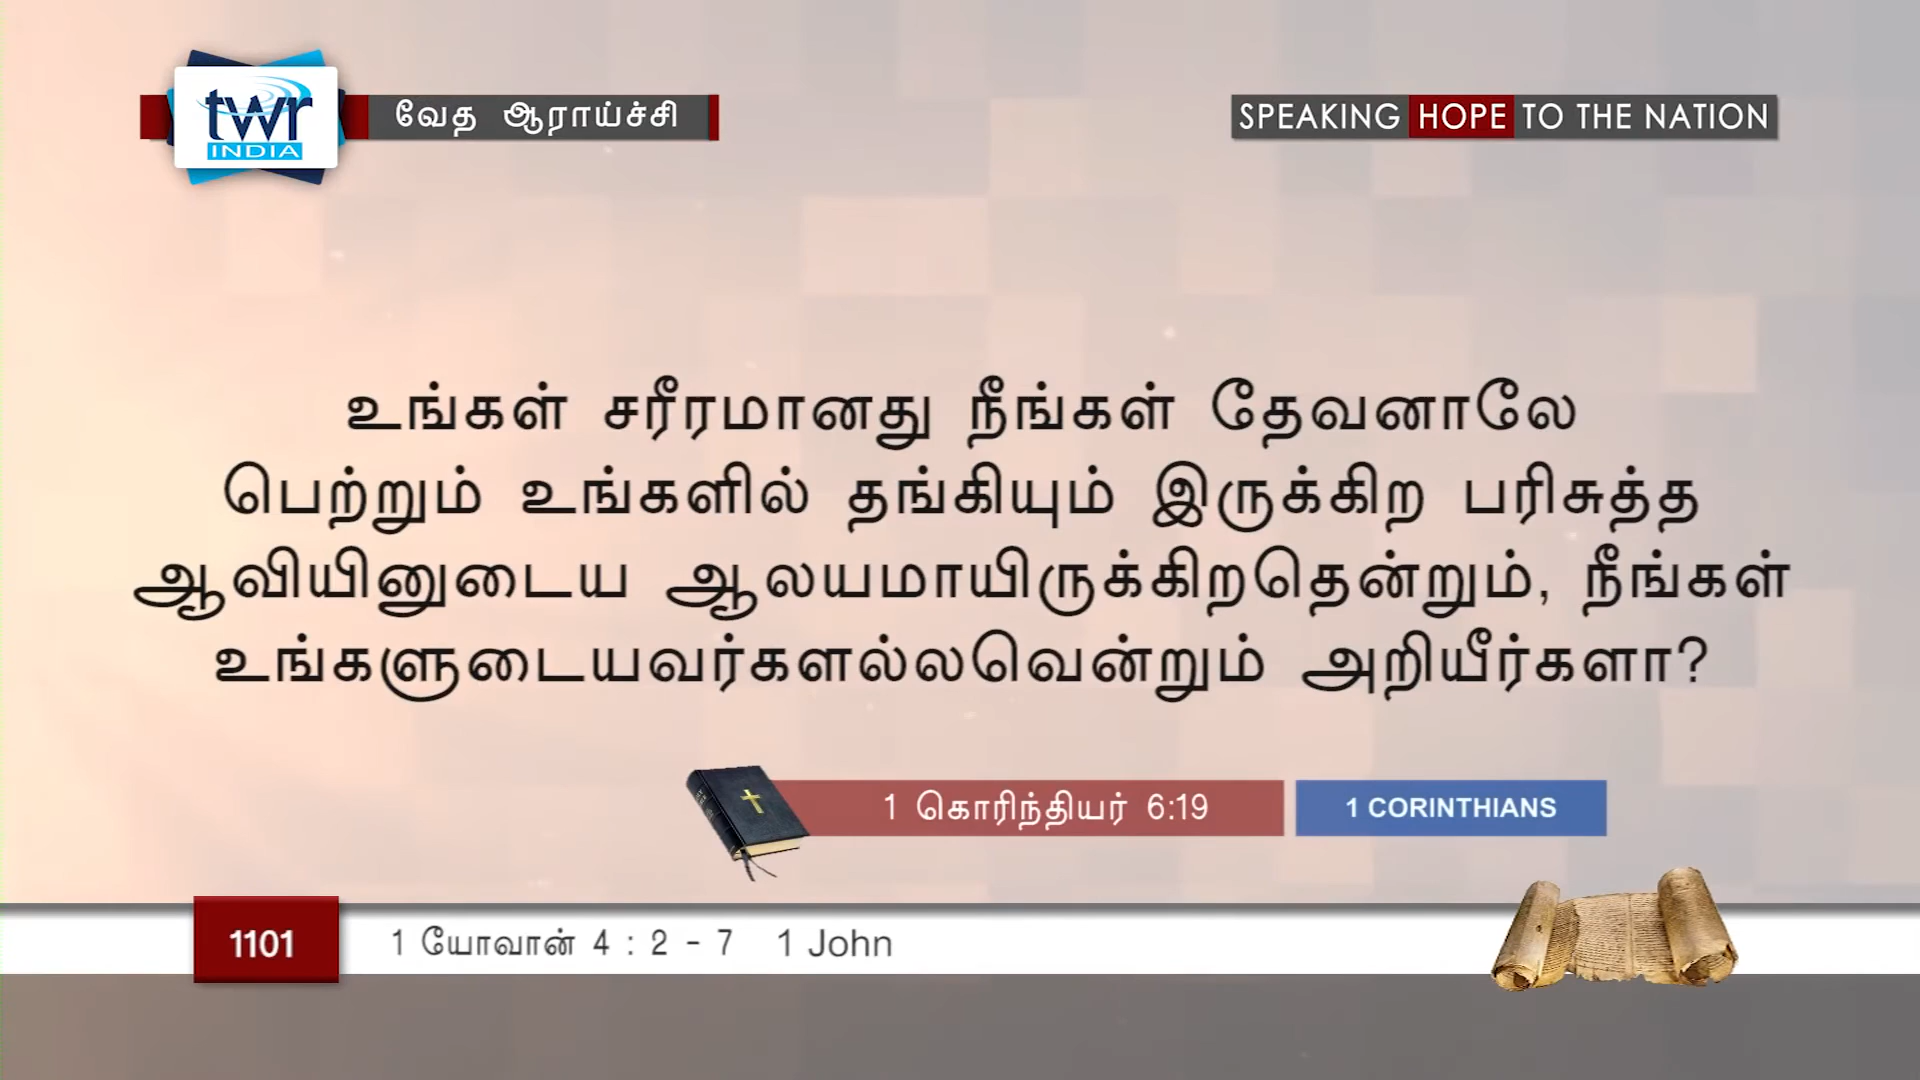 twr
INDIA
வேத ஆராய்ச்சி
SPEAKING HOPE TO THE NATION
உங்கள் சரீரமானது நீங்கள் தேவனாலே
பெற்றும் உங்களில் தங்கியும் இருக்கிற பரிசுத்த
ஆவியினுடைய ஆலயமாயிருக்கிறதென்றும், நீங்கள்
உங்களுடையவர்களல்லவென்றும் அறியீர்களா?
1 கொரிந்தியர் 6:19
1 CORINTHIANS
1101
1 யோவான் 4 : 2 - 7 1 John